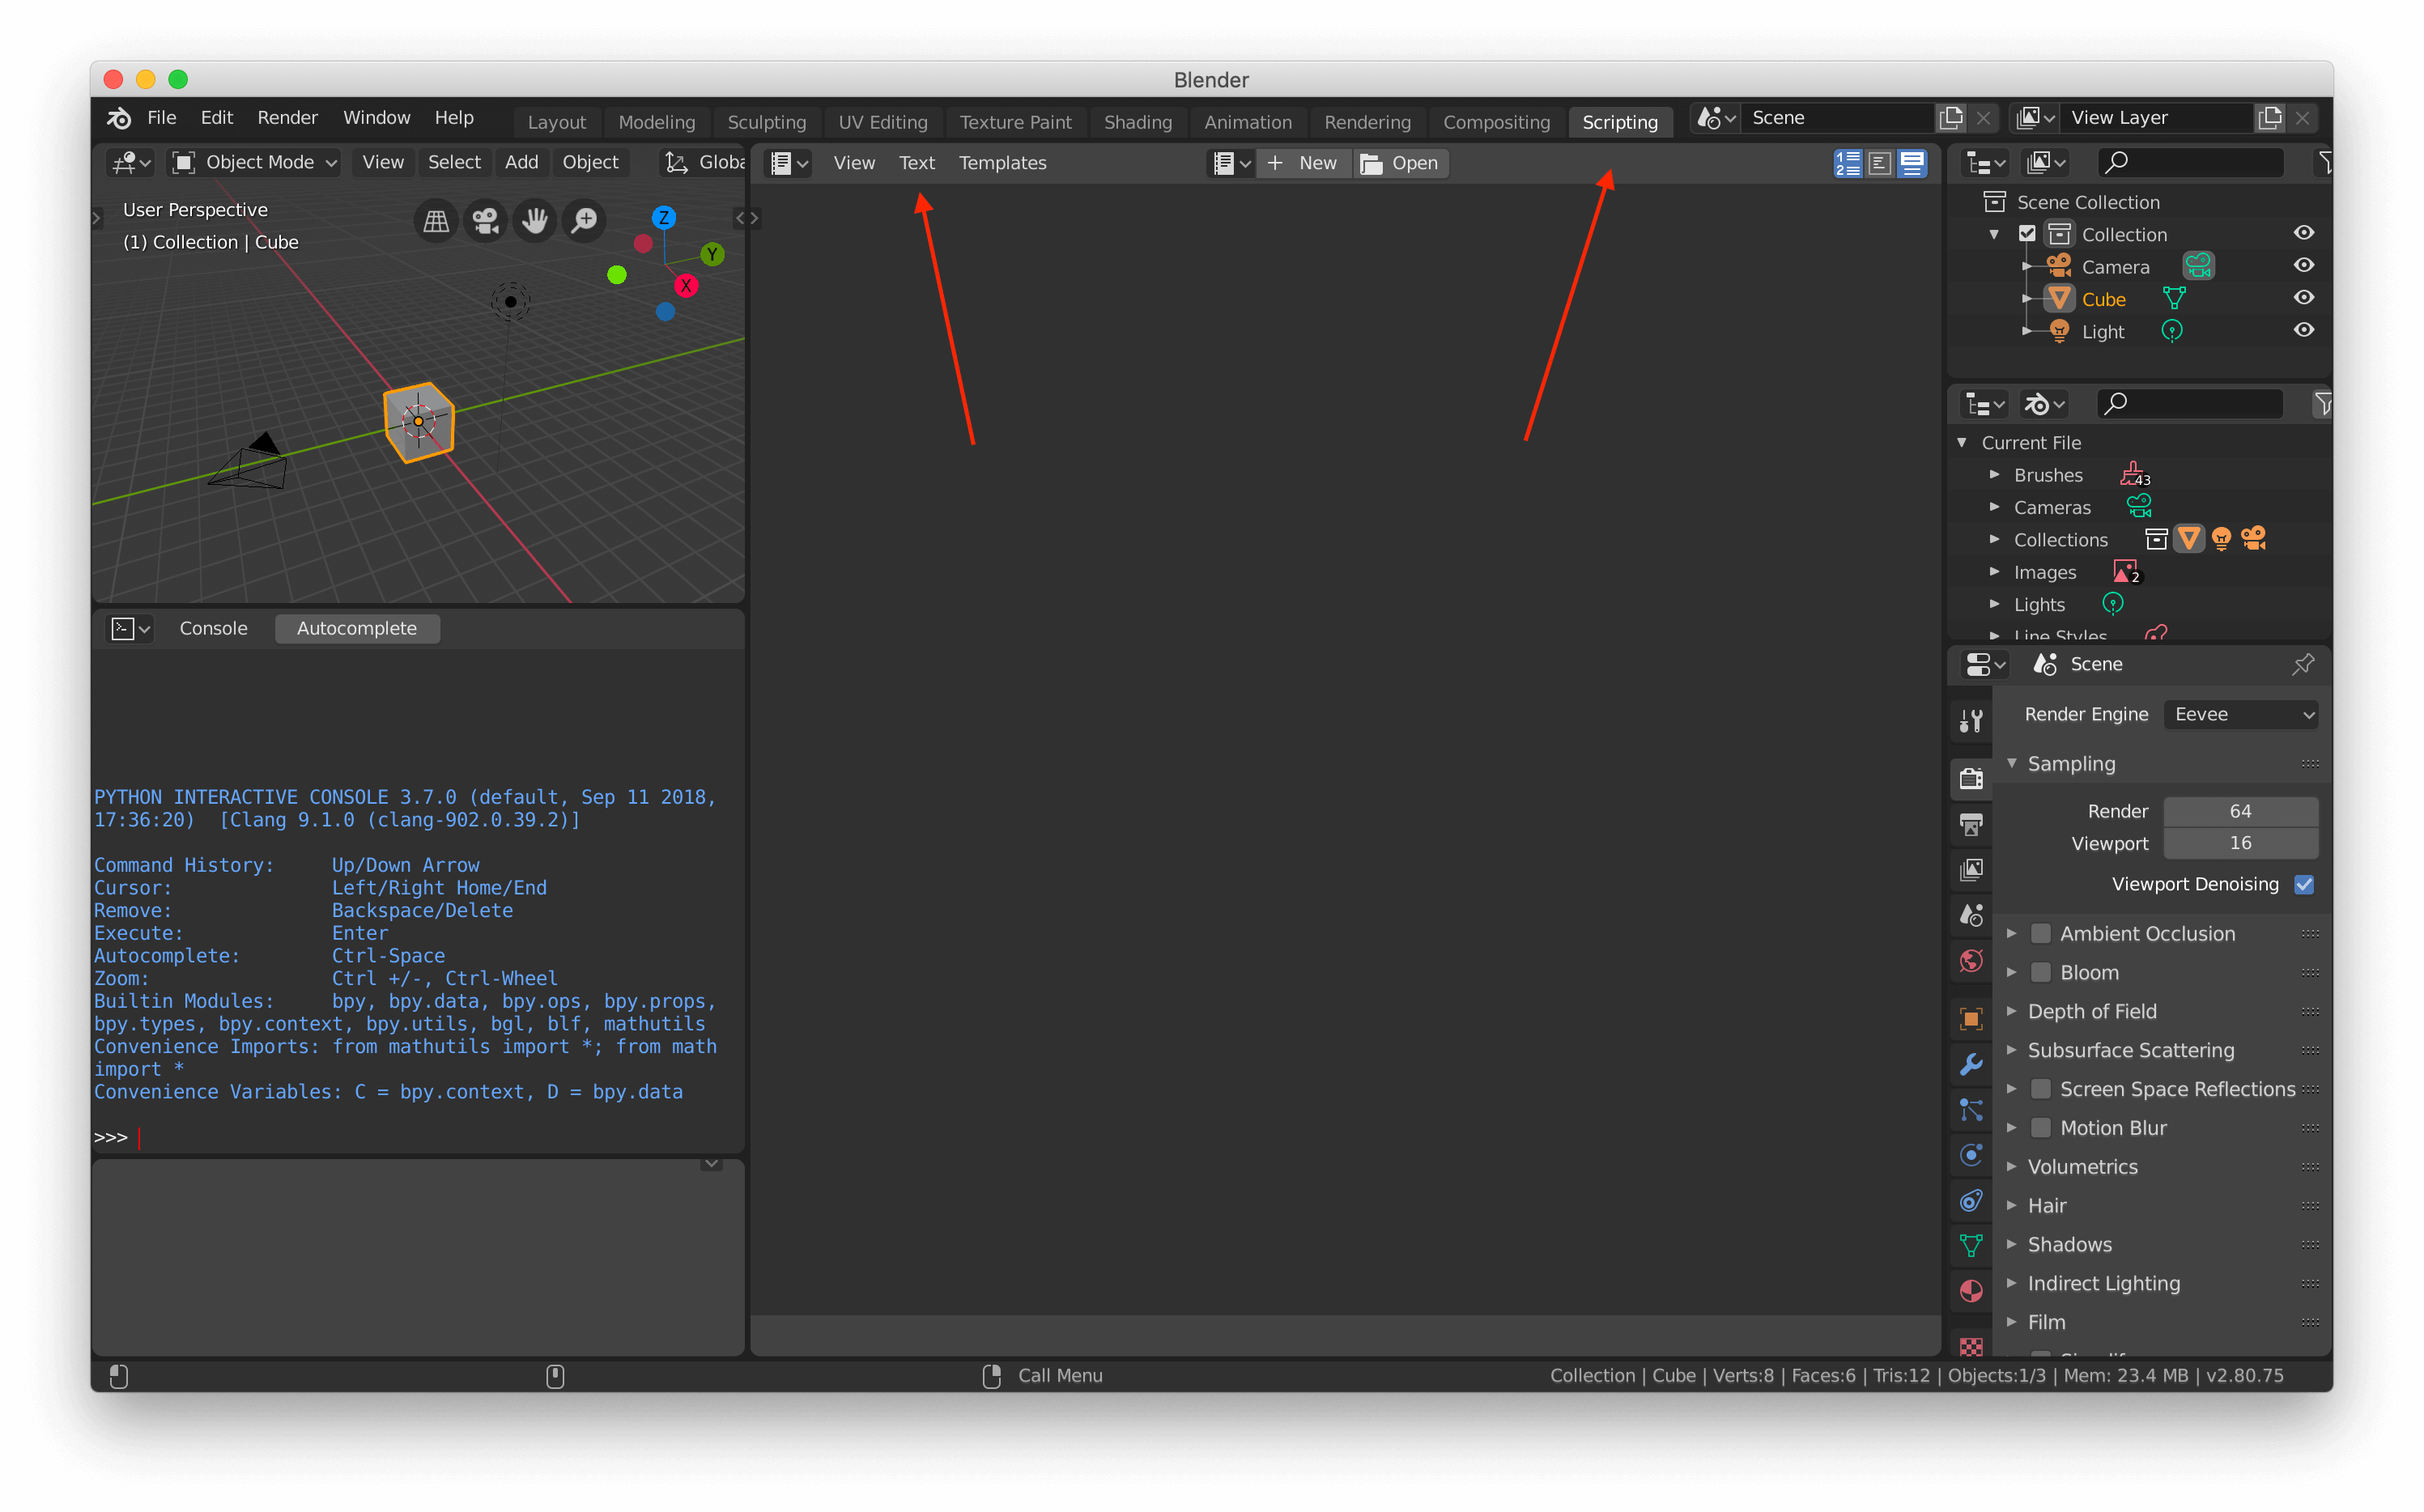 Blender
File Edit Render Window Help Layout Modeling Sculpting UV Editing Texture Paint Shading Animation Rendering Compositing Scripting Scene View Layer
Object Mode View Select Add Object Globa
View Text Templates + New Open
User Perspective
(1) Collection | Cube
Z
Y
X
Console Autocomplete
PYTHON INTERACTIVE CONSOLE 3.7.0 (default, Sep 11 2018,
17:36:20)  [Clang 9.1.0 (clang-902.0.39.2)]
Command History:     Up/Down Arrow
Cursor:              Left/Right Home/End
Remove:              Backspace/Delete
Execute:             Enter
Autocomplete:        Ctrl-Space
Zoom:                Ctrl +/-, Ctrl-Wheel
Builtin Modules:     bpy, bpy.data, bpy.ops, bpy.props,
bpy.types, bpy.context, bpy.utils, bgl, blf, mathutils
Convenience Imports: from mathutils import *; from math
import *
Convenience Variables: C = bpy.context, D = bpy.data
>>>
Scene Collection
Collection
Camera
Cube
Light
Current File
Brushes 43
Cameras
Collections
Images 2
Lights
Line Styles
Scene
Render Engine Eevee
Sampling
Render 64
Viewport 16
Viewport Denoising
Ambient Occlusion
Bloom
Depth of Field
Subsurface Scattering
Screen Space Reflections
Motion Blur
Volumetrics
Hair
Shadows
Indirect Lighting
Film
Call Menu
Collection | Cube | Verts:8 | Faces:6 | Tris:12 | Objects:1/3 | Mem: 23.4 MB | v2.80.75